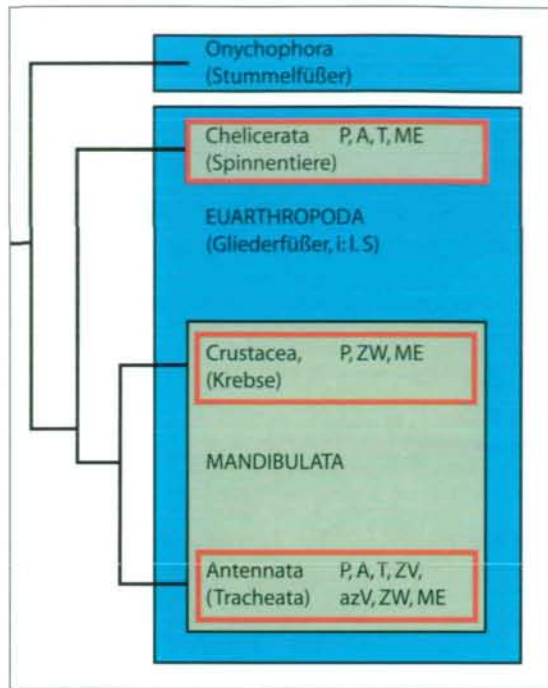 Onychophora
(Stummelfüßer)
Chelicerata P, A, T, ME
(Spinnentiere)
EUARTHROPODA
(Gliederfüßer, i: l. S)
Crustacea, P, ZW, ME
(Krebse)
MANDIBULATA
Antennata P, A, T, ZV,
(Tracheata) azV, ZW, ME